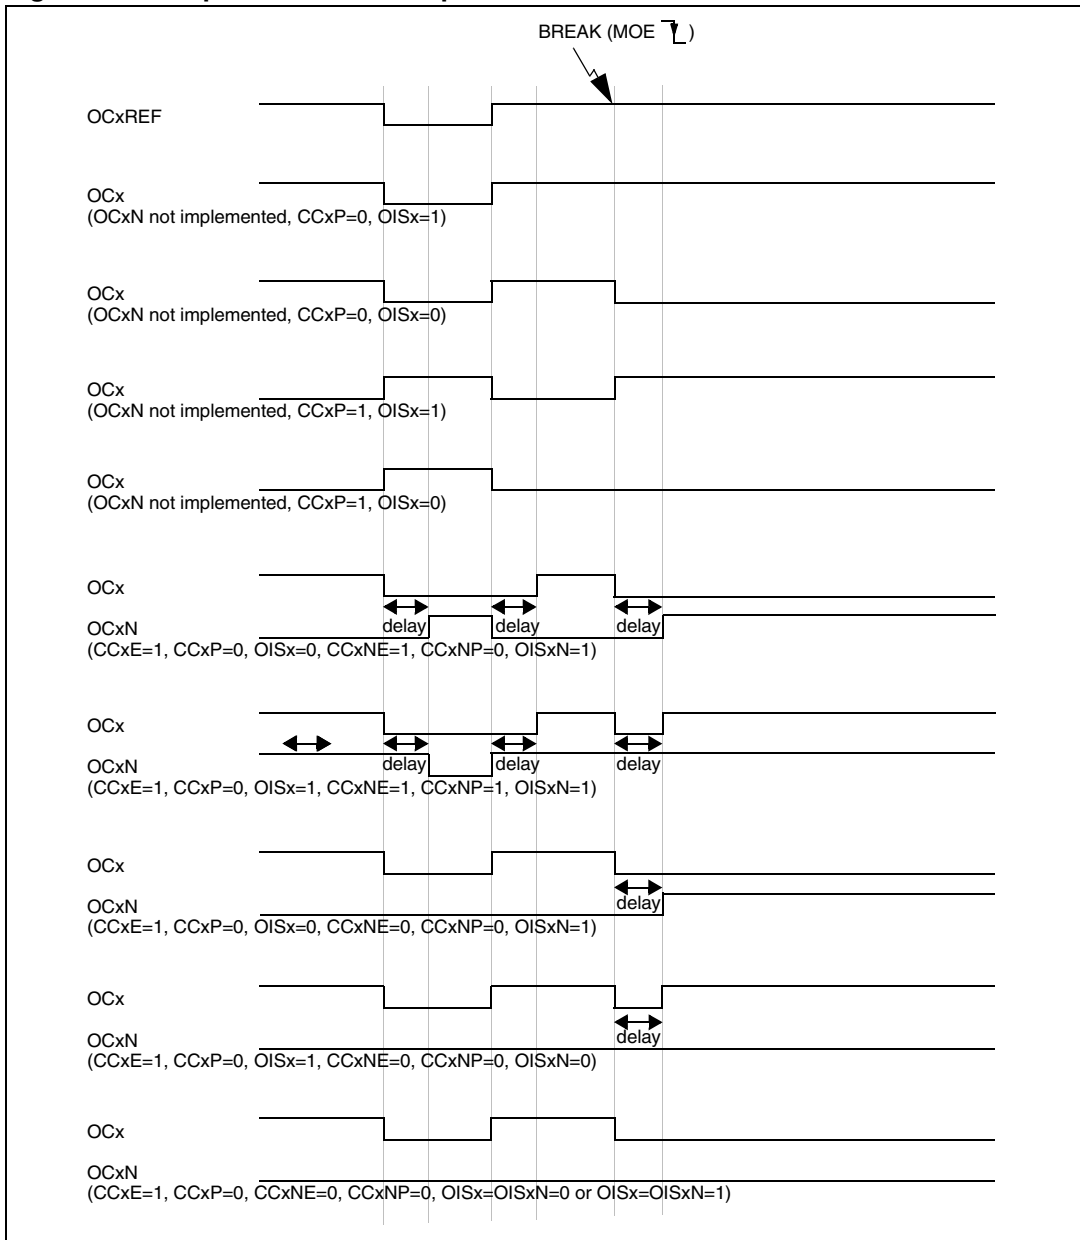 BREAK (MOE )
OCxREF
OCx
(OCxN not implemented, CCxP=0, OISx=1)
OCx
(OCxN not implemented, CCxP=0, OISx=0)
OCx
(OCxN not implemented, CCxP=1, OISx=1)
OCx
(OCxN not implemented, CCxP=1, OISx=0)
OCx
delay delay delay
OCxN
(CCxE=1, CCxP=0, OISx=0, CCxNE=1, CCxNP=0, OISxN=1)
OCx
delay delay delay
OCxN
(CCxE=1, CCxP=0, OISx=1, CCxNE=1, CCxNP=1, OISxN=1)
OCx
delay
OCxN
(CCxE=1, CCxP=0, OISx=0, CCxNE=0, CCxNP=0, OISxN=1)
OCx
delay
OCxN
(CCxE=1, CCxP=0, OISx=1, CCxNE=0, CCxNP=0, OISxN=0)
OCx
OCxN
(CCxE=1, CCxP=0, CCxNE=0, CCxNP=0, OISx=OISxN=0 or OISx=OISxN=1)